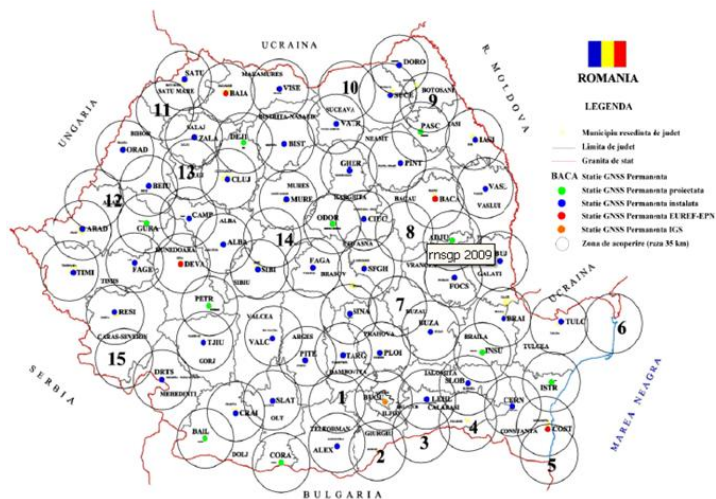 UCRAINA
R. MOLDOVA
UNGARIA
SERBIA
BULGARIA
MAREA NEAGRA
UCRAINA
ROMANIA
LEGENDA
Municipiu resedinta de judet
Limita de judet
Granita de stat
BACA Statie GNSS Permanenta
Statie GNSS Permanenta proiectata
Statie GNSS Permanenta instalata
Statie GNSS Permanenta EUREF-EPN
Statie GNSS Permanenta IGS
Zona de acoperire (raza 35 km)
DORO
SATU
MARAMURES
VISE
10
BOTOSANI
SATU MARE
BAIA
SUCE
9
11
SUCEAVA
BISTRITA-NASAUD
PASC
IASI
BIHOR
SALAJ
ZALA
DEJU
BIST
NEAMT
IASI
ORAD
GHER
PINT
13
CLUJ
BEIU
MURES
MURE
HARGHITA
BACAU
BACA
VASL
VASLUI
12
CAMP
ALBA
ODOR
CIUC
8
ARAD
GURA
14
ADJU
HUNEDOARA
ALBA
COVASNA
rnsgp 2009
TIMI
FAGE
DEVA
SIBI
FAGA
SFGH
VRANCEA
GALATI
TIMIS
SIBIU
BRASOV
FOCS
PETR
7
UCRAINA
RESI
VALCEA
SINA
BUZAU
BRAI
TULC
6
CARAS-SEVERIN
TJIU
VALC
ARGES
PRAHOVA
BUZA
BRAILA
TULCEA
15
GORJ
PITE
TARG
PLOI
INSU
DAMBOVITA
IALOMITA
DRTS
SLOB
ISTR
MEHEDINTI
SLAT
1
LEHL
CERN
CRAI
OLT
CALARASI
CONSTANTA
COST
BAIL
TELEORMAN
GIURGIU
3
4
DOLJ
CORA
ALEX
2
5